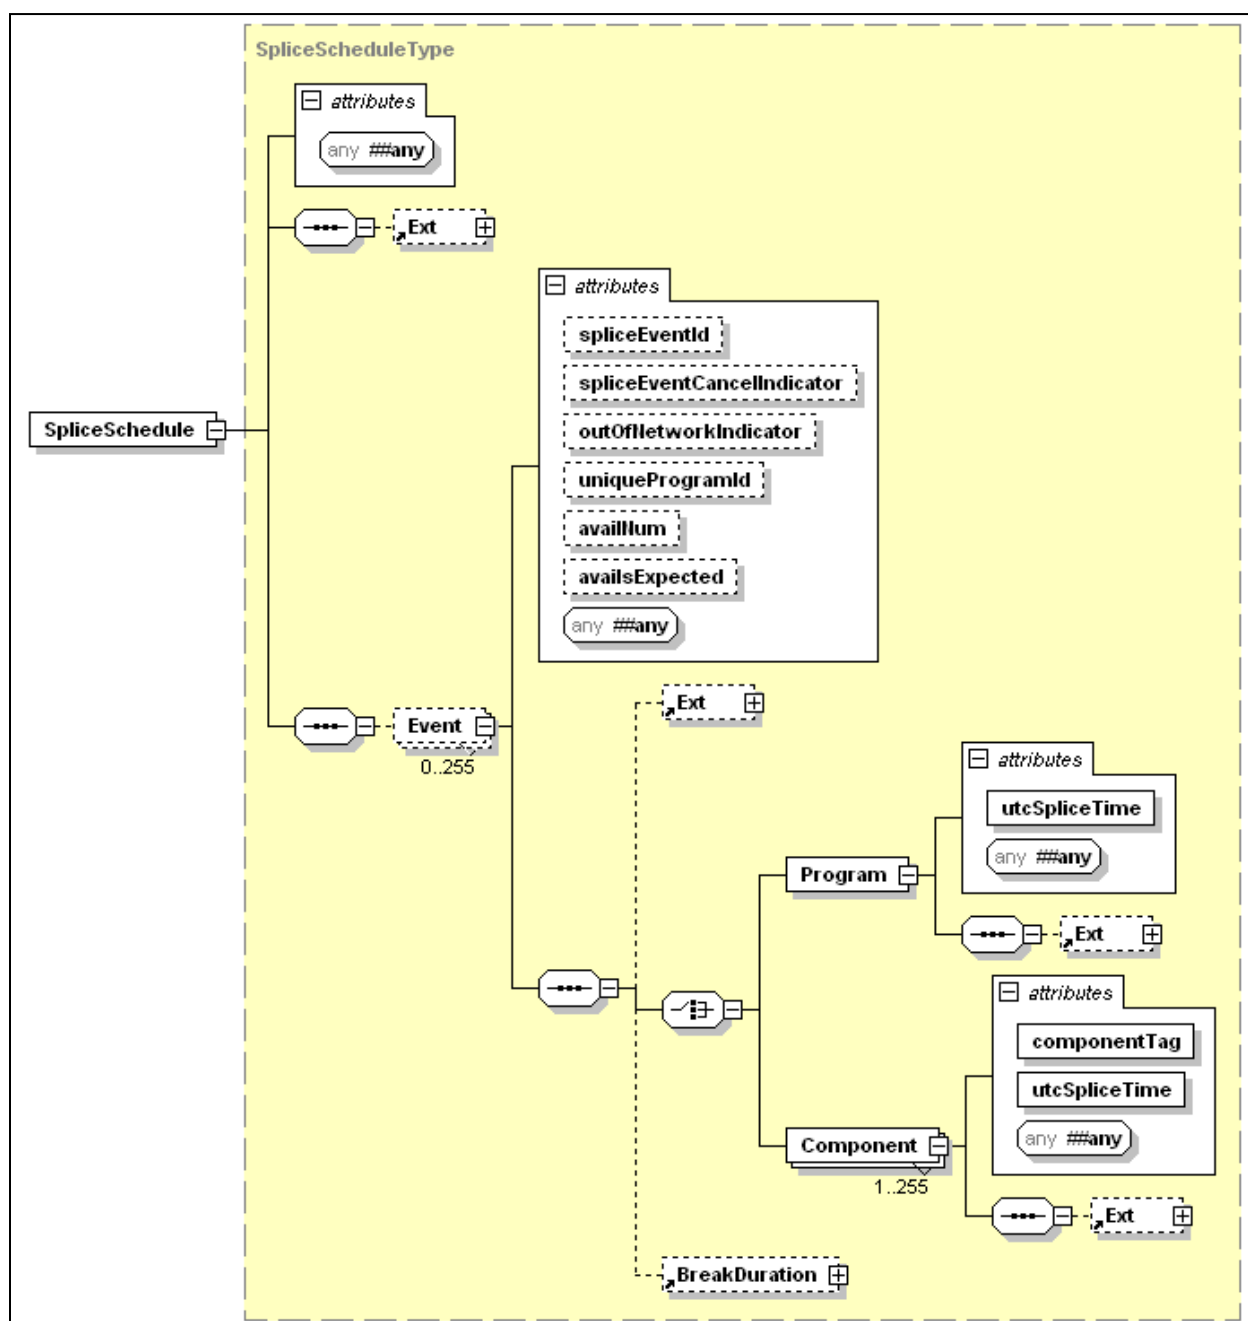 SpliceScheduleType
attributes
any ##any
Ext
attributes
spliceEventId
spliceEventCancelIndicator
outOfNetworkIndicator
SpliceSchedule
uniqueProgramId
availNum
availsExpected
any ##any
Ext
Event
0..255
attributes
utcSpliceTime
any ##any
Program
Ext
attributes
componentTag
utcSpliceTime
any ##any
Component
1..255
Ext
BreakDuration